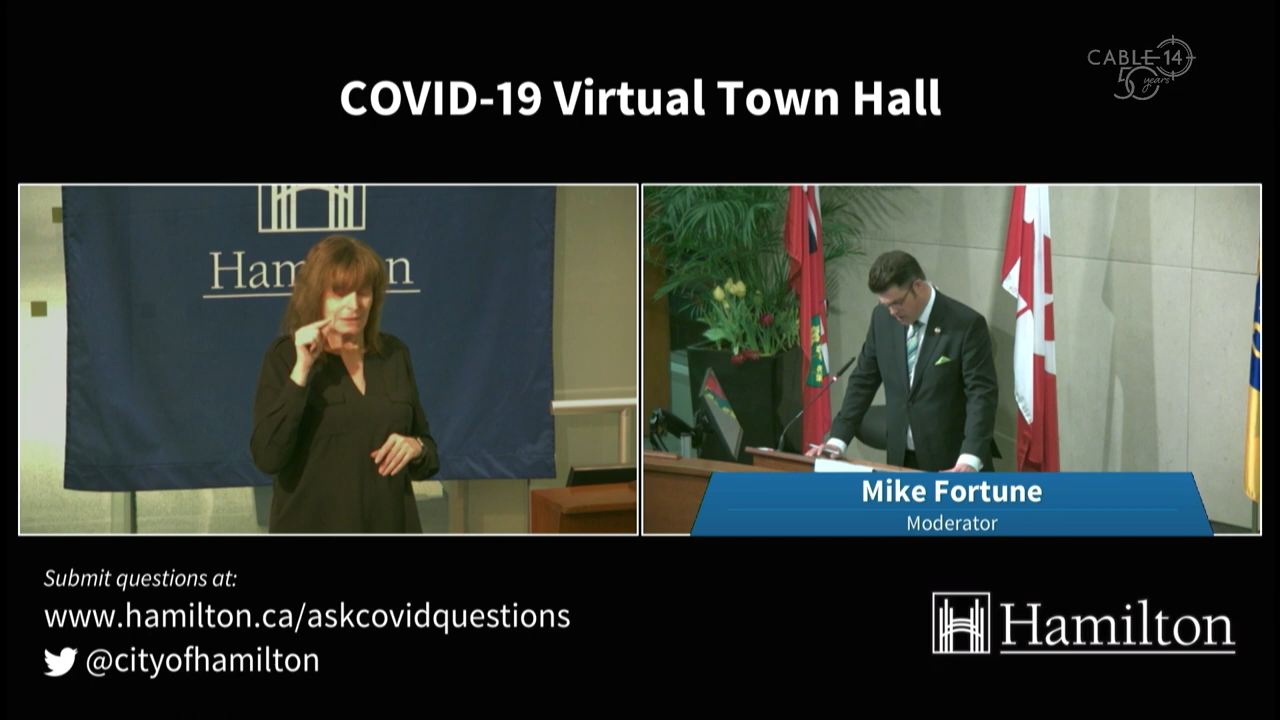 CABLE 14
50 years
COVID-19 Virtual Town Hall
Hamilton
Mike Fortune
Moderator
Submit questions at:
www.hamilton.ca/askcovidquestions
@cityofhamilton
Hamilton